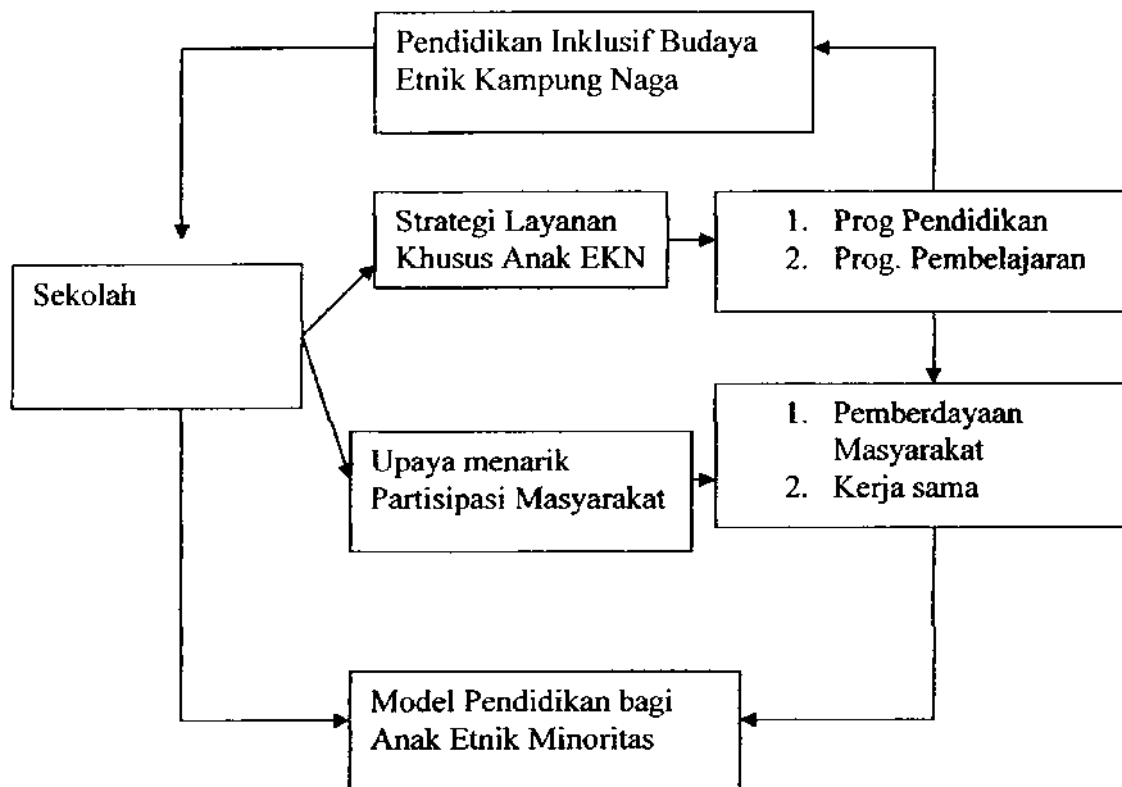 Pendidikan Inklusif Budaya
Etnik Kampung Naga
Strategi Layanan
Khusus Anak EKN
1. Prog Pendidikan
2. Prog. Pembelajaran
Sekolah
Upaya menarik
Partisipasi Masyarakat
1. Pemberdayaan
Masyarakat
2. Kerja sama
Model Pendidikan bagi
Anak Etnik Minoritas